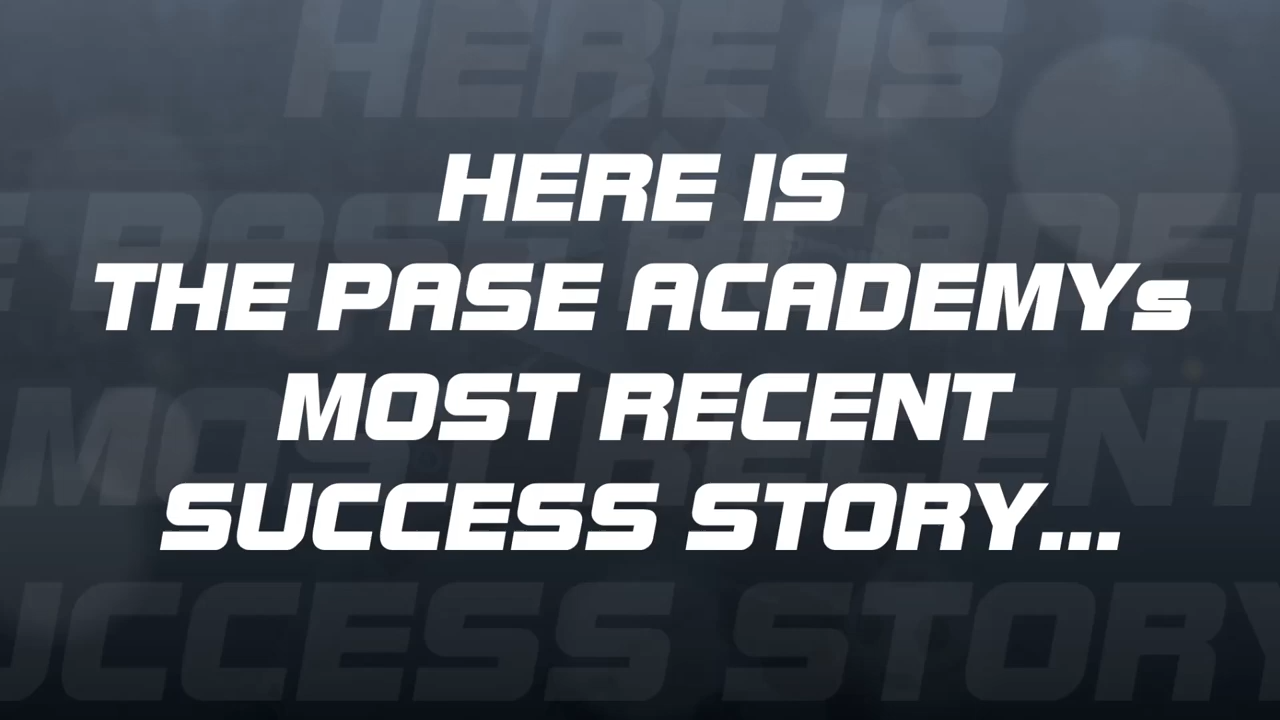 HERE IS
THE PASE ACADEMYs
MOST RECENT
SUCCESS STORY...